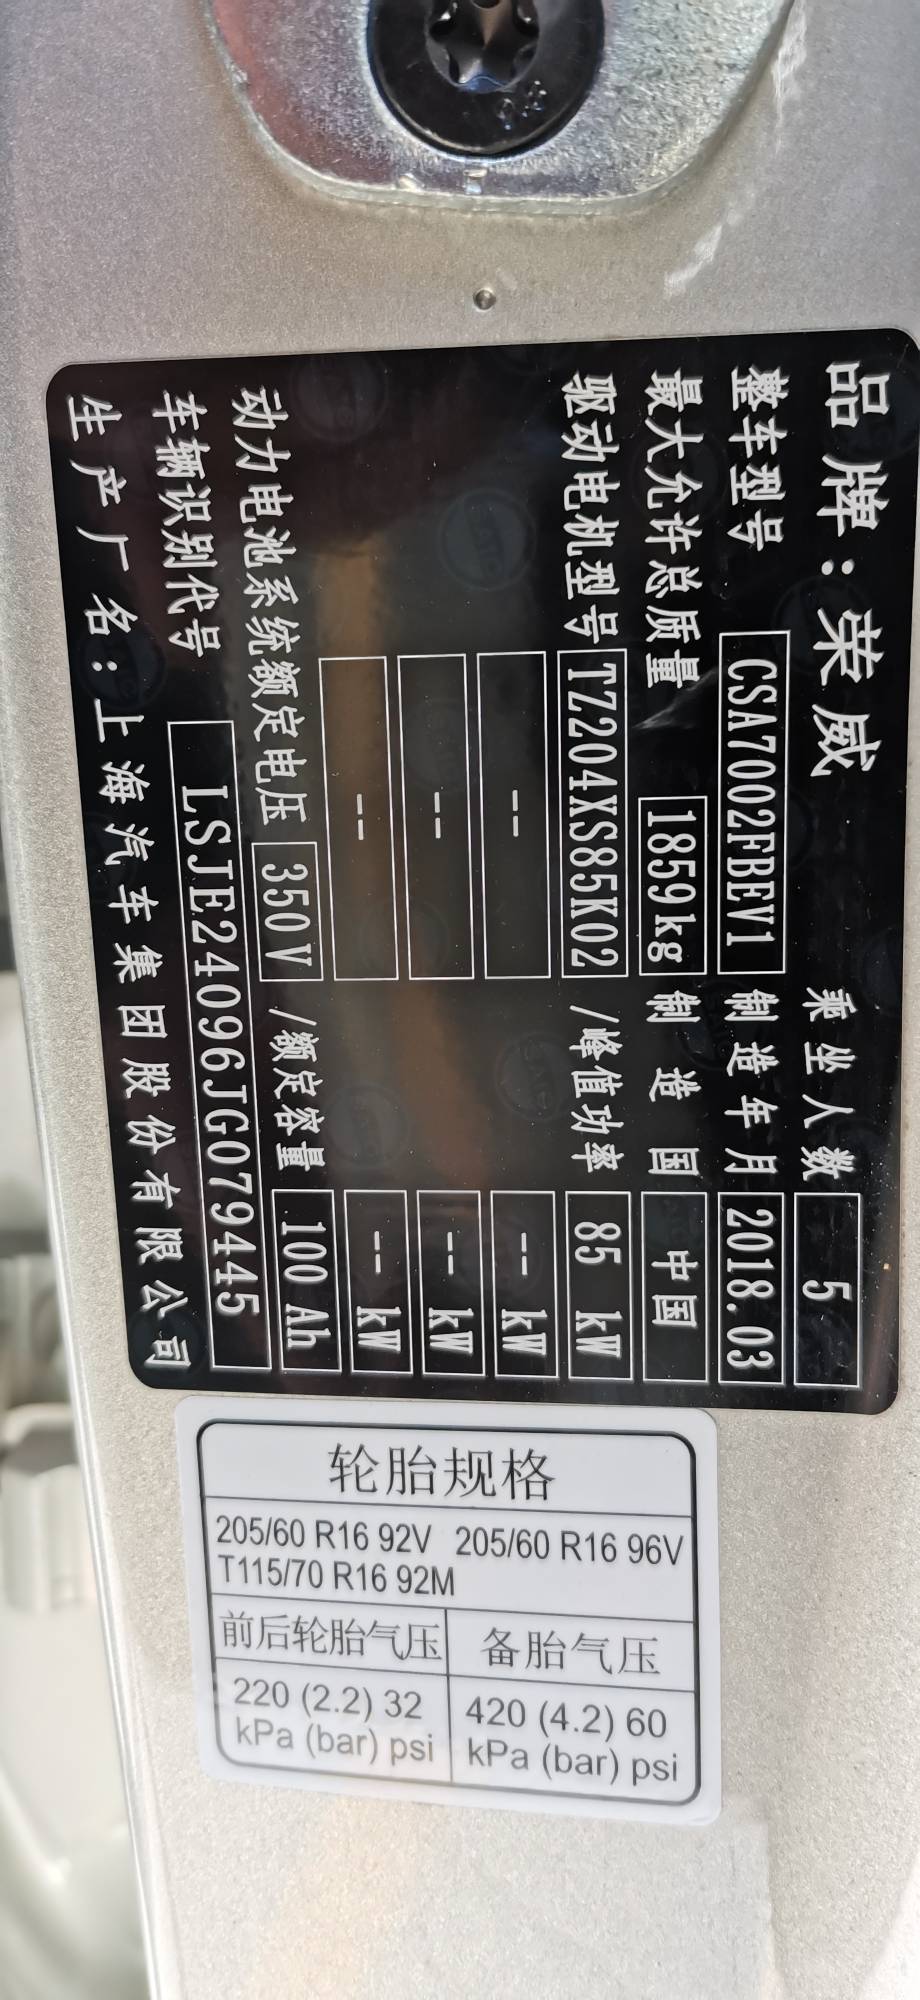 品牌：荣威 乘坐人数 5
整车型号 CSA7002FBEV1 制造年月 2018.03
最大允许总质量 1859kg 制造国 中国
驱动电机型号 TZ204XS85K02 /峰值功率 85 kW
-- -- kW
-- -- kW
-- -- kW
动力电池系统额定电压 350V /额定容量 100 Ah
车辆识别代号 LSJE24096JG079445
生产厂名：上海汽车集团股份有限公司
轮胎规格
205/60 R16 92V 205/60 R16 96V
T115/70 R16 92M
前后轮胎气压 备胎气压
220 (2.2) 32 420 (4.2) 60
kPa (bar) psi kPa (bar) psi